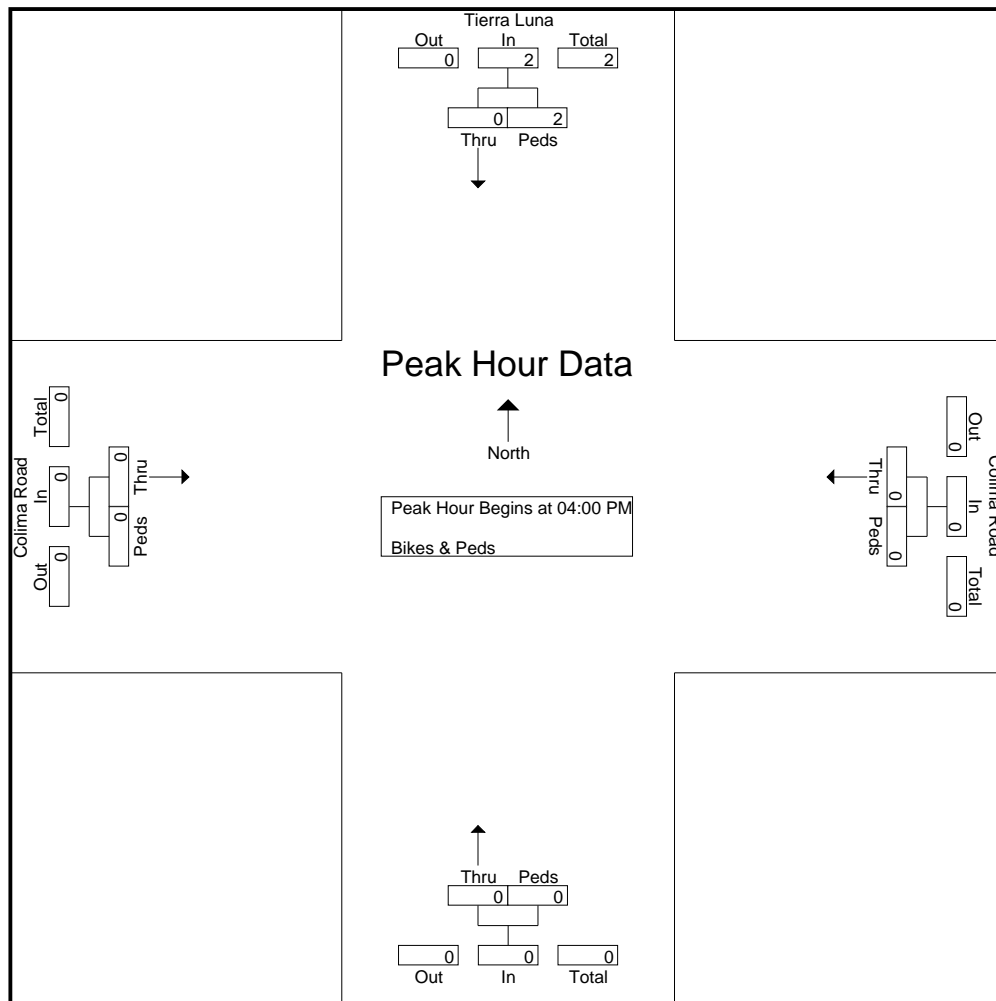 Tierra Luna
Out In Total
0 2 2
0 2
Thru Peds
Peak Hour Data
North
Peak Hour Begins at 04:00 PM
Bikes & Peds
Colima Road
Total In Out
0 0 0
0 0
Thru Peds
Colima Road
Out In Total
0 0 0
0 0
Thru Peds
Thru Peds
0 0
0 0 0
Out In Total